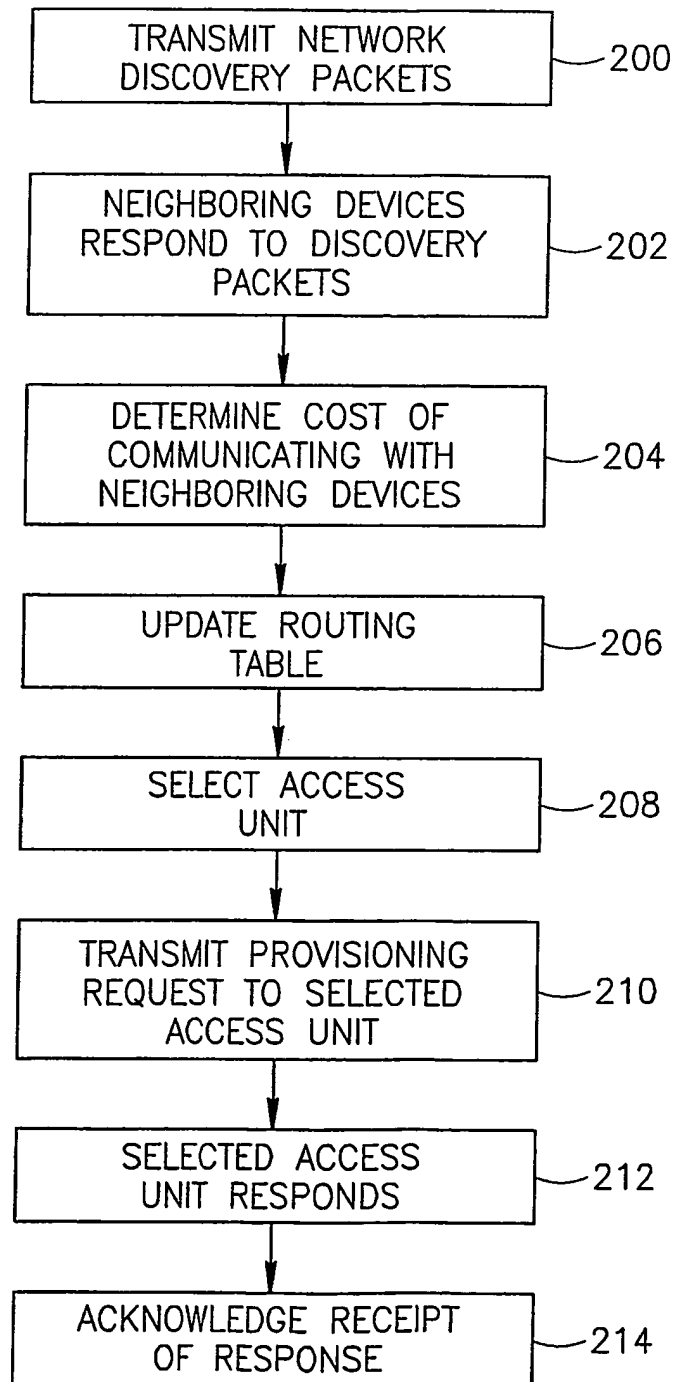 TRANSMIT NETWORK
DISCOVERY PACKETS
200
NEIGHBORING DEVICES
RESPOND TO DISCOVERY
PACKETS
202
DETERMINE COST OF
COMMUNICATING WITH
NEIGHBORING DEVICES
204
UPDATE ROUTING
TABLE
206
SELECT ACCESS
UNIT
208
TRANSMIT PROVISIONING
REQUEST TO SELECTED
ACCESS UNIT
210
SELECTED ACCESS
UNIT RESPONDS
212
ACKNOWLEDGE RECEIPT
OF RESPONSE
214